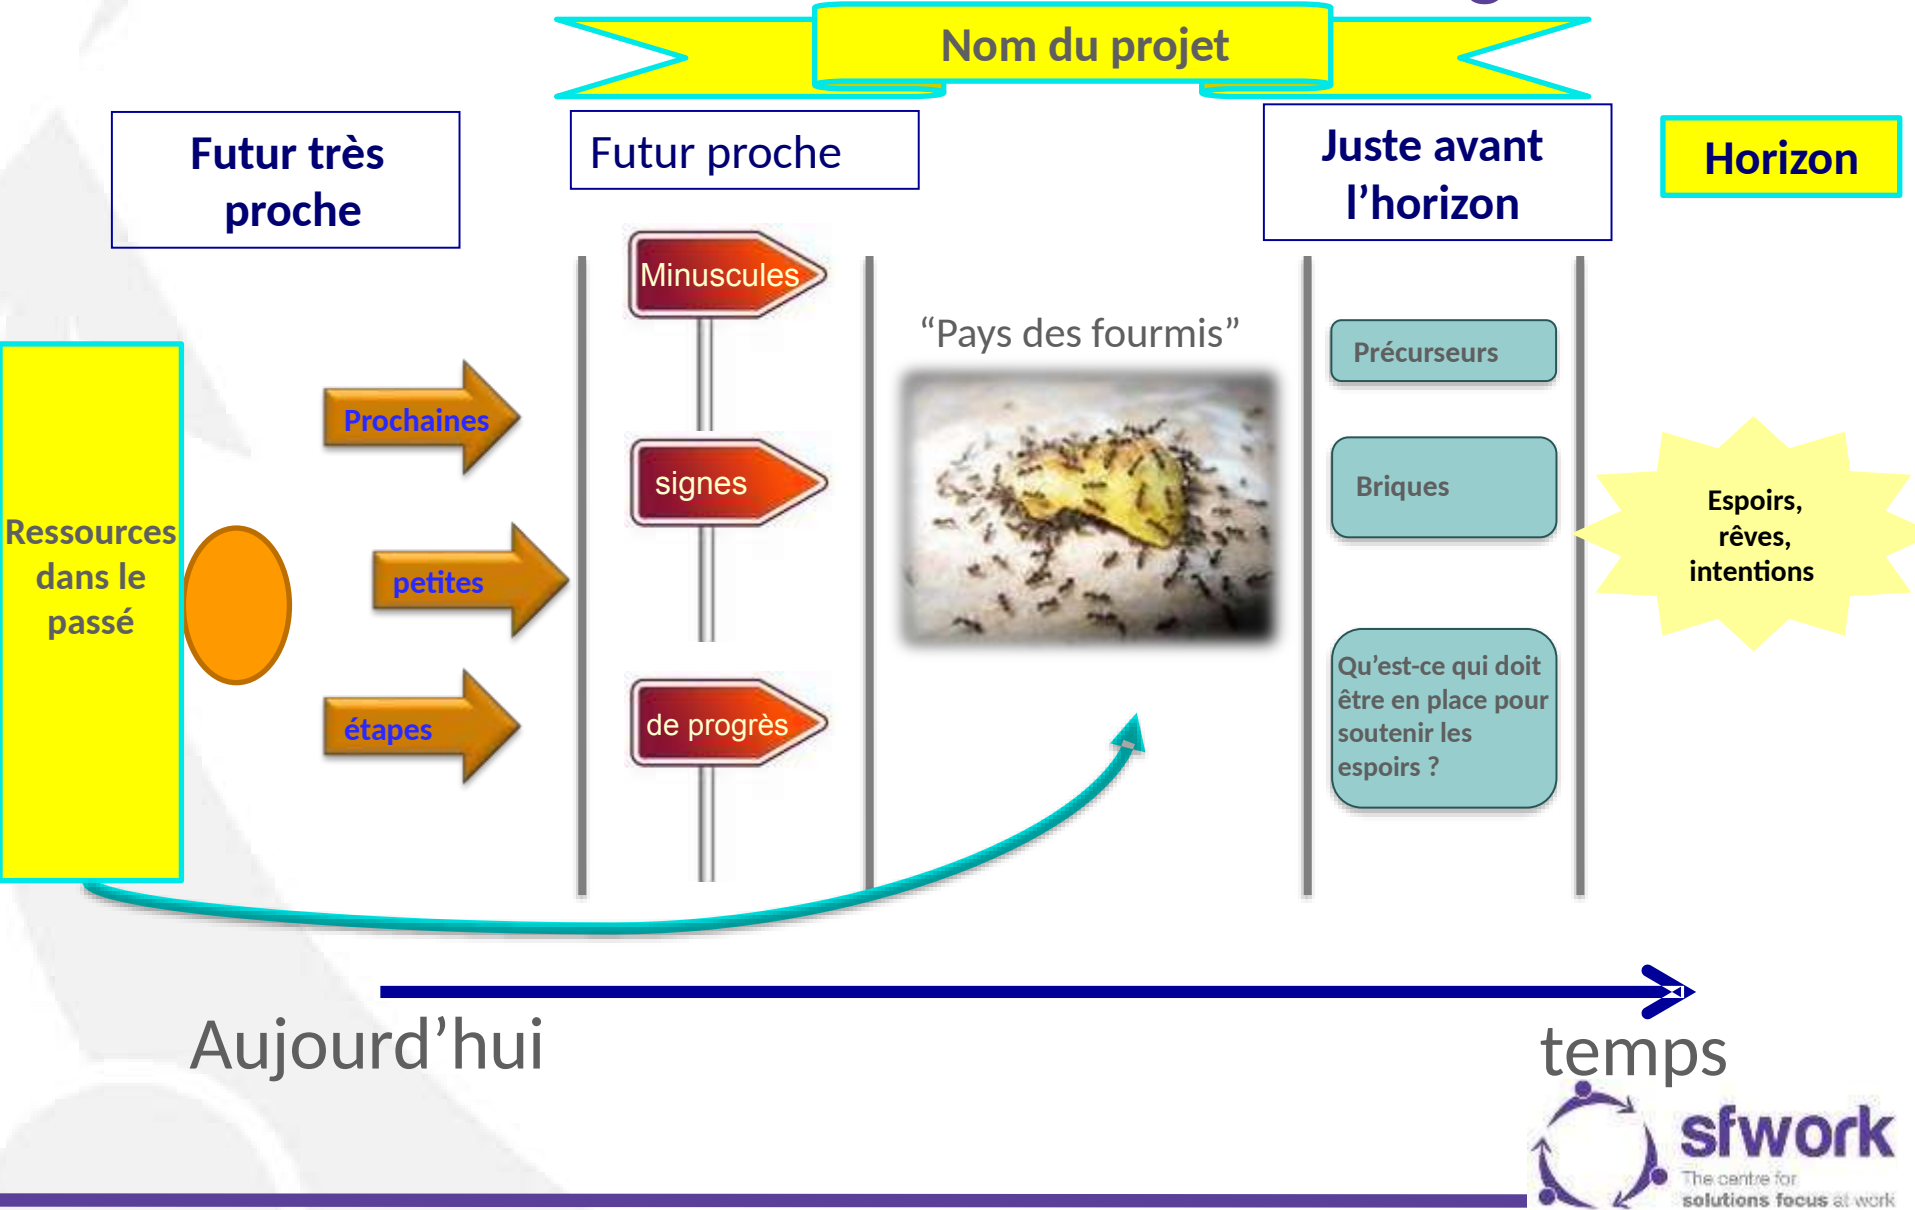 Nom du projet
Futur très
proche
Futur proche
Juste avant
l’horizon
Horizon
Ressources
dans le
passé
Prochaines
petites
étapes
Minuscules
signes
de progrès
“Pays des fourmis”
Précurseurs
Briques
Qu’est-ce qui doit
être en place pour
soutenir les
espoirs ?
Espoirs,
rêves,
intentions
Aujourd’hui
temps
sfwork
The centre for
solutions focus at work